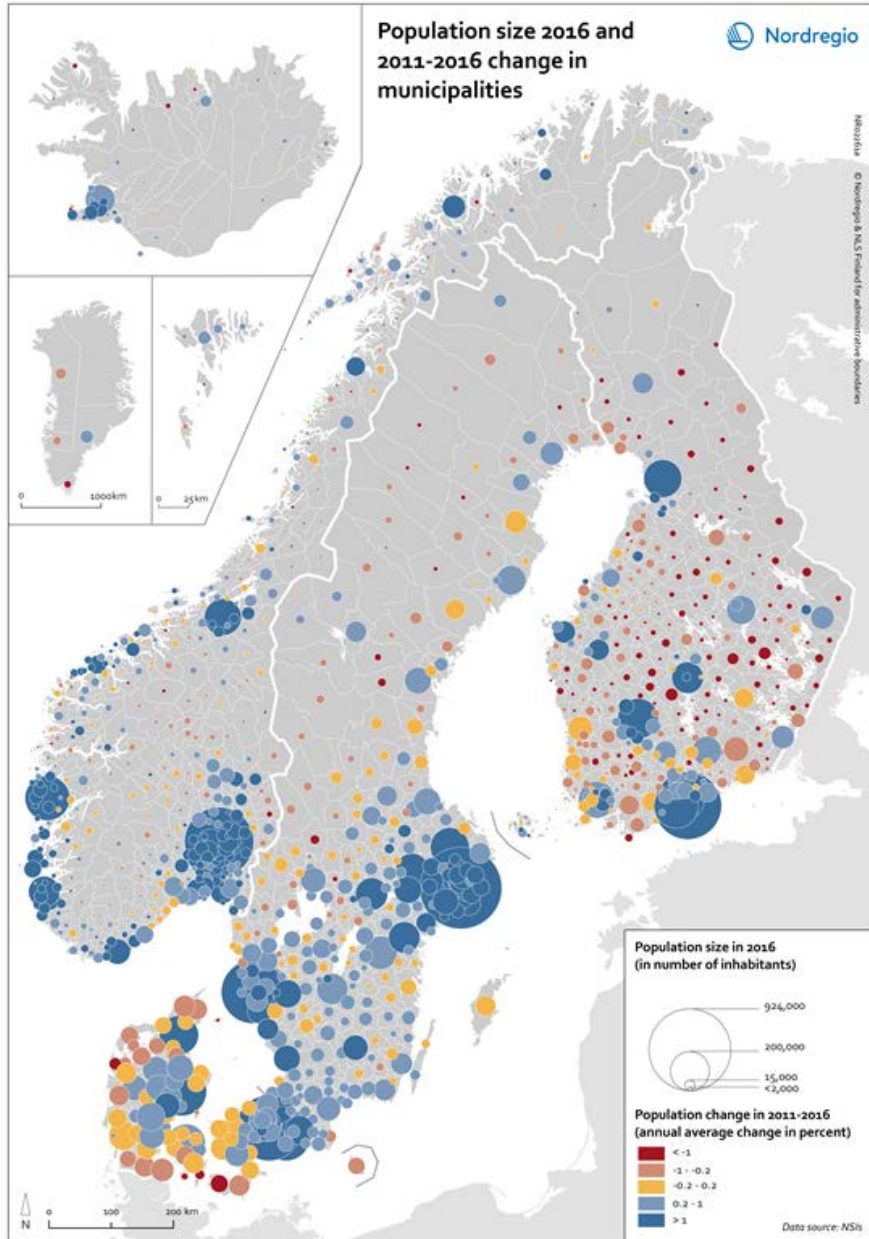 Population size 2016 and
2011-2016 change in
municipalities
Nordregio
NR02261a © Nordregio & NLS Finland for administrative boundaries
0 1000km
0 25 km
Population size in 2016
(in number of inhabitants)
924,000
200,000
15,000
<2,000
Population change in 2011-2016
(annual average change in percent)
< -1
-1 - -0.2
-0.2 - 0.2
0.2 - 1
> 1
Data source: NSIs
N
0 100 200 km